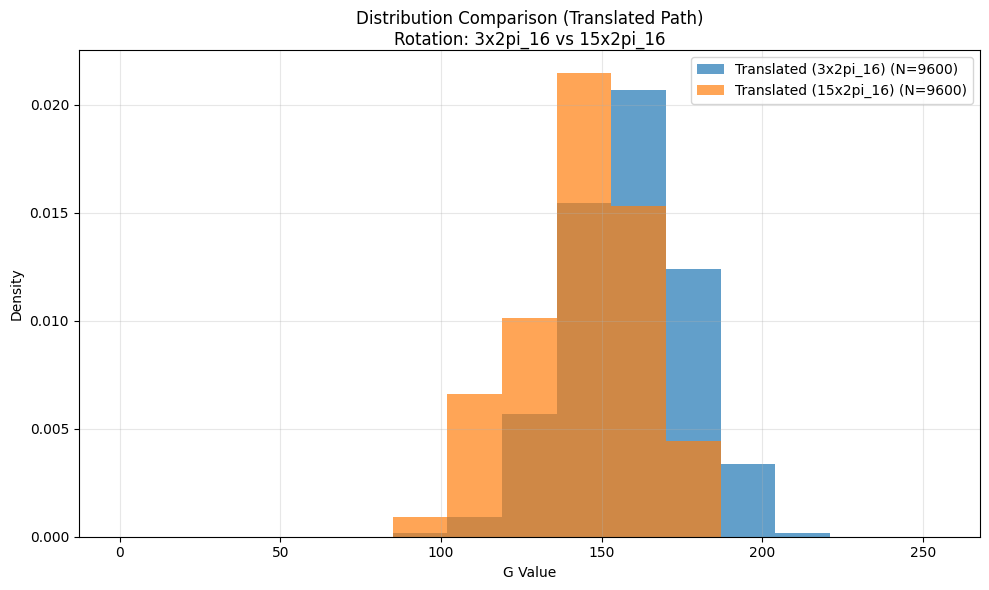 Distribution Comparison (Translated Path)
Rotation: 3x2pi_16 vs 15x2pi_16
Translated (3x2pi_16) (N=9600)
Translated (15x2pi_16) (N=9600)
Density
0.020
0.015
0.010
0.005
0.000
0 50 100 150 200 250
G Value